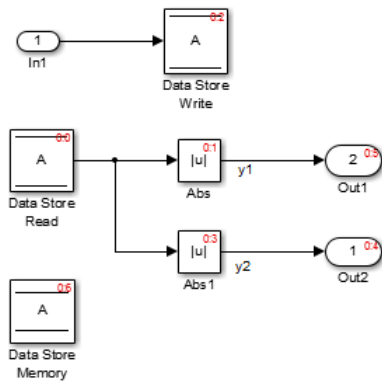 0:2
1
A
In1
Data Store
Write
0:0
A
Data Store
Read
0:1
|u|
Abs
y1
0:5
2
Out1
0:3
|u|
Abs1
y2
0:4
1
Out2
0:6
A
Data Store
Memory